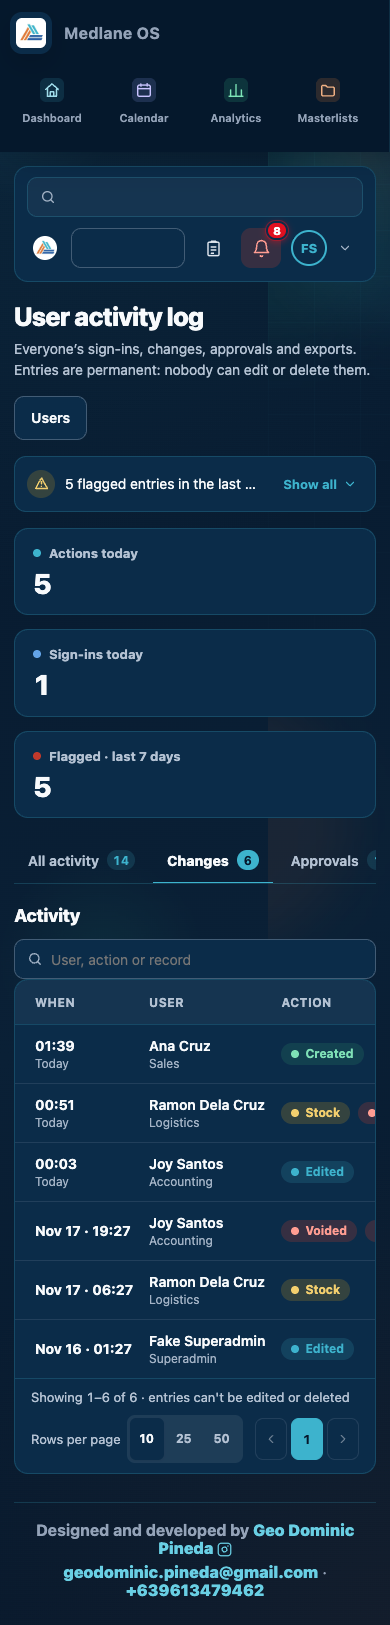 Medlane OS
Dashboard
Calendar
Analytics
Masterlists
8
FS
User activity log
Everyone’s sign-ins, changes, approvals and exports.
Entries are permanent: nobody can edit or delete them.
Users
5 flagged entries in the last ...
Show all
Actions today
5
Sign-ins today
1
Flagged · last 7 days
5
All activity 14
Changes 6
Approvals
Activity
User, action or record
WHEN USER ACTION
01:39 Ana Cruz Created
Today Sales
00:51 Ramon Dela Cruz Stock
Today Logistics
00:03 Joy Santos Edited
Today Accounting
Nov 17 · 19:27 Joy Santos Voided
Accounting
Nov 17 · 06:27 Ramon Dela Cruz Stock
Logistics
Nov 16 · 01:27 Fake Superadmin Edited
Superadmin
Showing 1–6 of 6 · entries can't be edited or deleted
Rows per page 10 25 50 1
Designed and developed by Geo Dominic
Pineda
geodominic.pineda@gmail.com ·
+639613479462